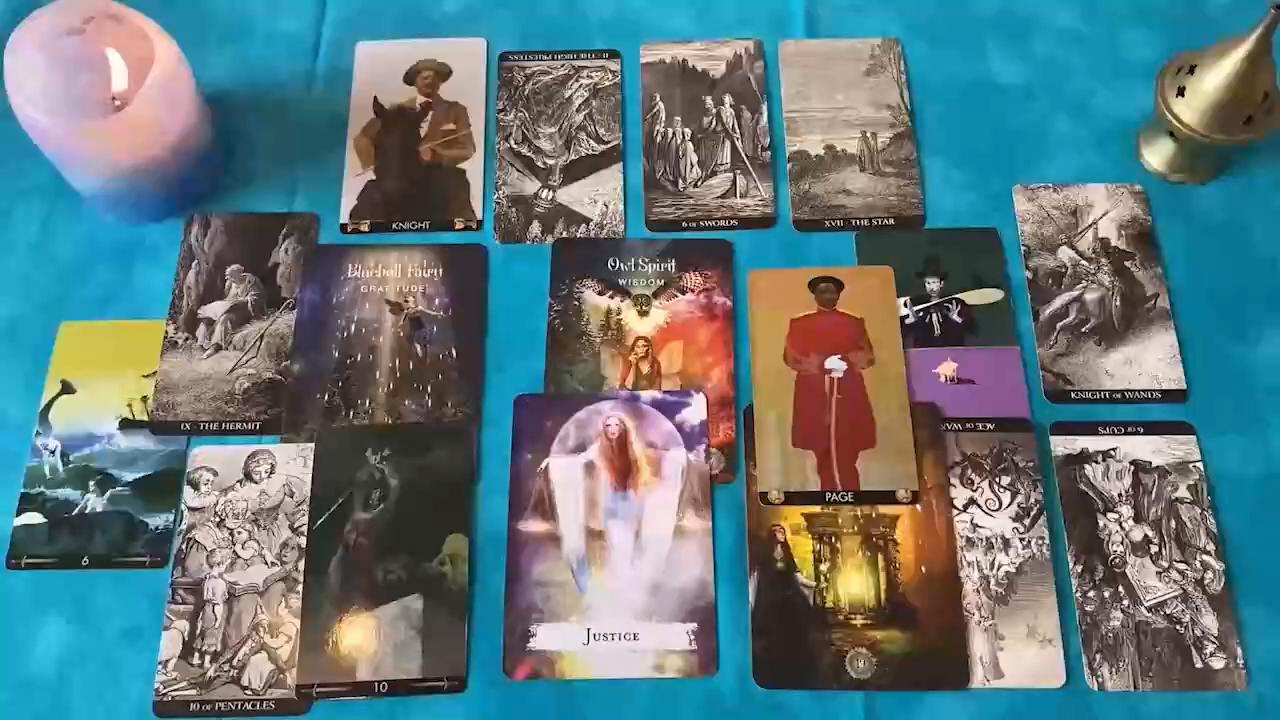 KNIGHT
II · THE HIGH PRIESTESS
6 OF SWORDS
XVII · THE STAR
IX · THE HERMIT
Bluebell Fairy
GRATITUDE
Owl Spirit
WISDOM
KNIGHT OF WANDS
PAGE
ACE OF WAN
6 OF CUPS
6
JUSTICE
10
10 OF PENTACLES